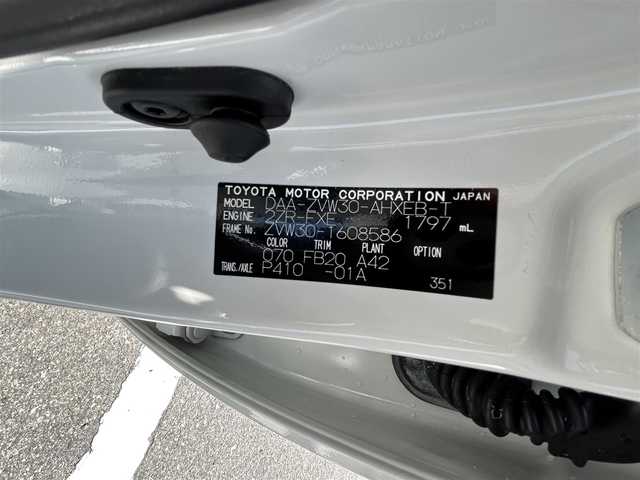 TOYOTA MOTOR CORPORATION JAPAN
MODEL DAA-ZVW30-AHXEB-T
ENGINE 2ZR-FXE 1797 mL
FRAME No. ZVW30-T608586
COLOR TRIM PLANT OPTION
070 FB20 A42
TRANS./AXLE P410 -01A
351